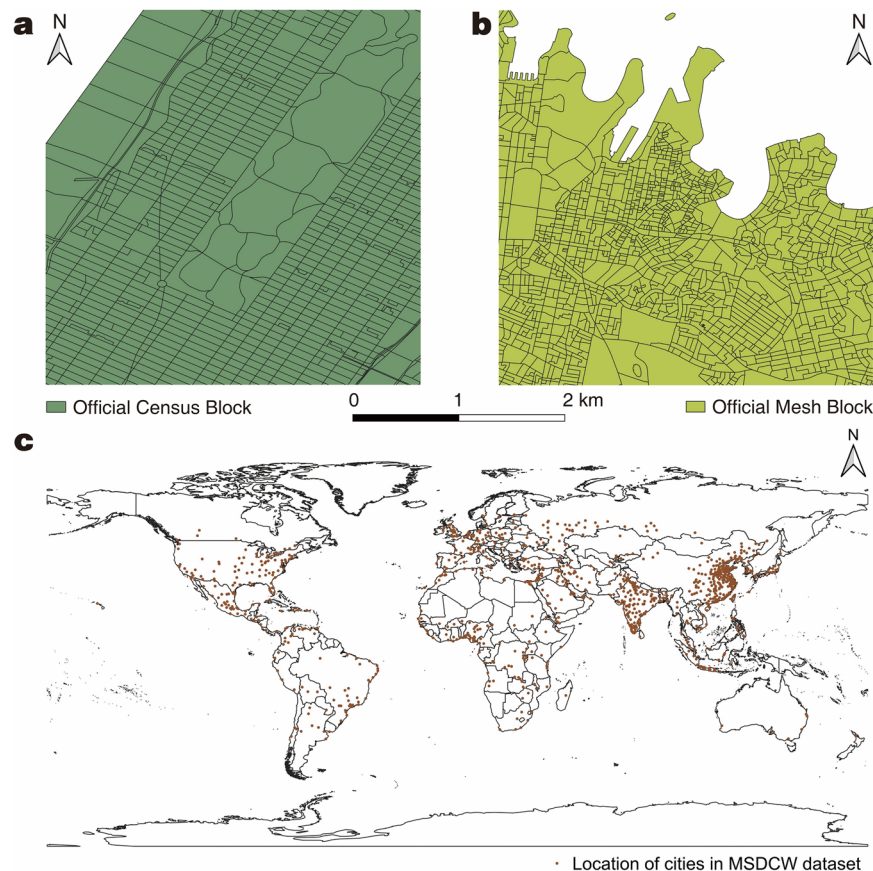 a
N
b
N
Official Census Block
0
1
2 km
Official Mesh Block
c
N
Location of cities in MSDCW dataset